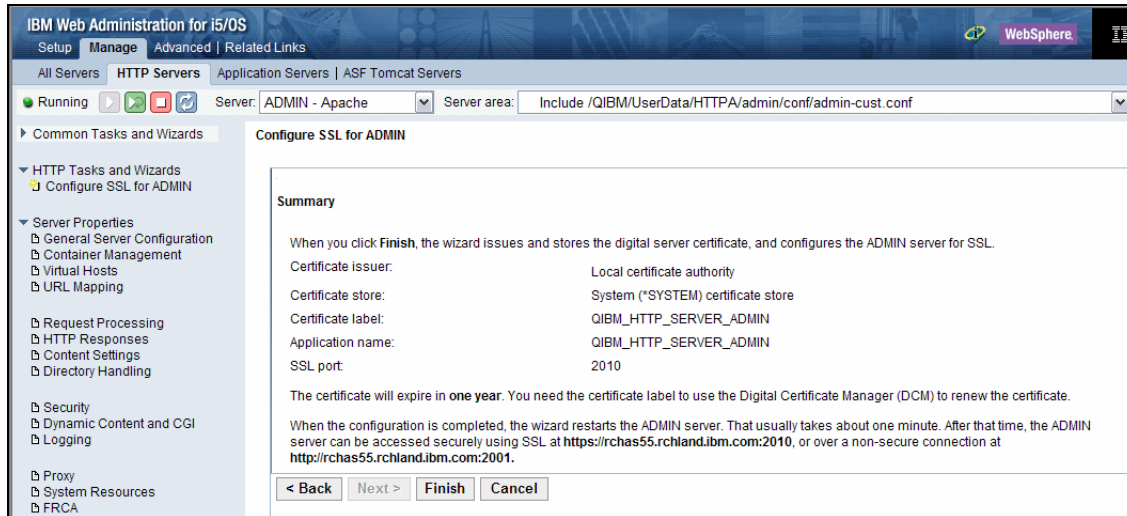 IBM Web Administration for i5/OS
Setup Manage Advanced | Related Links
WebSphere.
All Servers HTTP Servers Application Servers | ASF Tomcat Servers
Running Server: ADMIN - Apache Server area: Include /QIBM/UserData/HTTPA/admin/conf/admin-cust.conf
Common Tasks and Wizards
HTTP Tasks and Wizards
Configure SSL for ADMIN
Server Properties
General Server Configuration
Container Management
Virtual Hosts
URL Mapping
Request Processing
HTTP Responses
Content Settings
Directory Handling
Security
Dynamic Content and CGI
Logging
Proxy
System Resources
FRCA
Configure SSL for ADMIN
Summary
When you click Finish, the wizard issues and stores the digital server certificate, and configures the ADMIN server for SSL.
Certificate issuer: Local certificate authority
Certificate store: System (*SYSTEM) certificate store
Certificate label: QIBM_HTTP_SERVER_ADMIN
Application name: QIBM_HTTP_SERVER_ADMIN
SSL port: 2010
The certificate will expire in one year. You need the certificate label to use the Digital Certificate Manager (DCM) to renew the certificate.
When the configuration is completed, the wizard restarts the ADMIN server. That usually takes about one minute. After that time, the ADMIN
server can be accessed securely using SSL at https://rchas55.rchland.ibm.com:2010, or over a non-secure connection at
http://rchas55.rchland.ibm.com:2001.
< Back Next > Finish Cancel